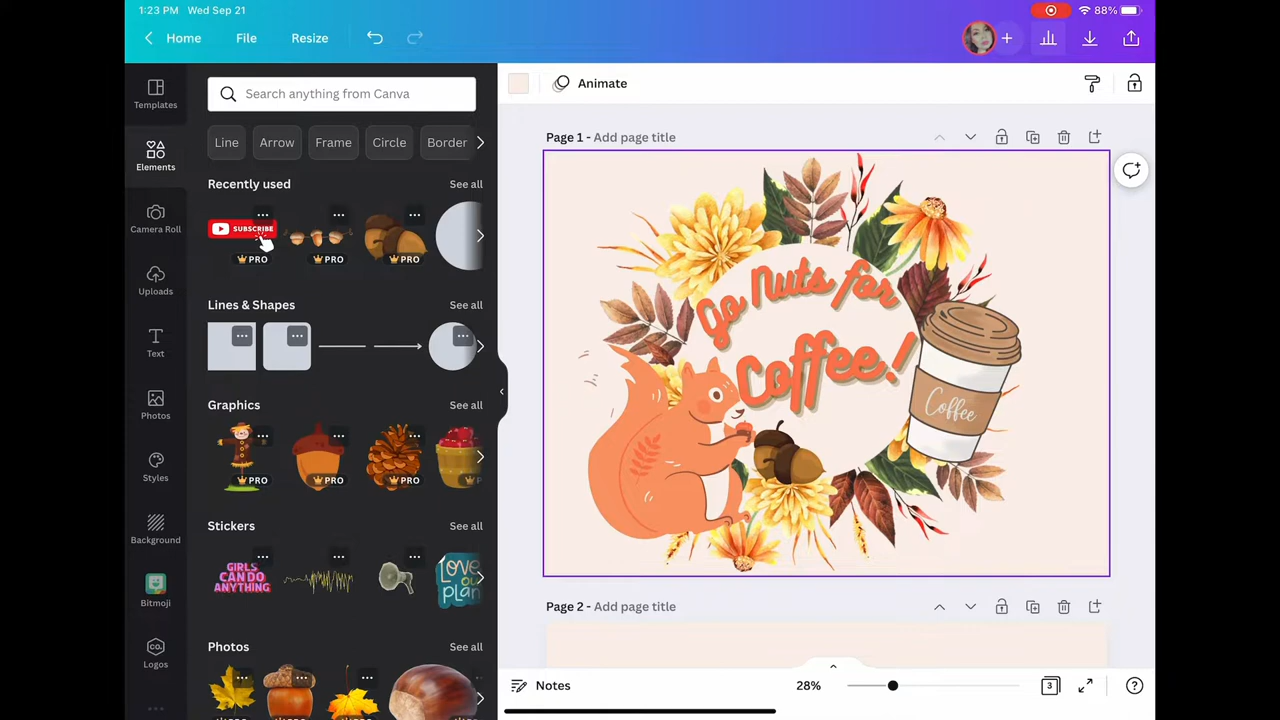 1:23 PM Wed Sep 21
88%
Home File Resize
Templates
Elements
Camera Roll
Uploads
Text
Photos
Styles
Background
Bitmoji
Logos
Search anything from Canva
Line Arrow Frame Circle Border
Recently used See all
SUBSCRIBE
PRO PRO PRO
Lines & Shapes See all
Graphics See all
PRO PRO PRO P
Stickers See all
GIRLS
CAN DO
ANYTHING
LOVE
Photos See all
Animate
Page 1 - Add page title
Go Nuts for
Coffee!
Coffee
Page 2 - Add page title
Notes
28%
3